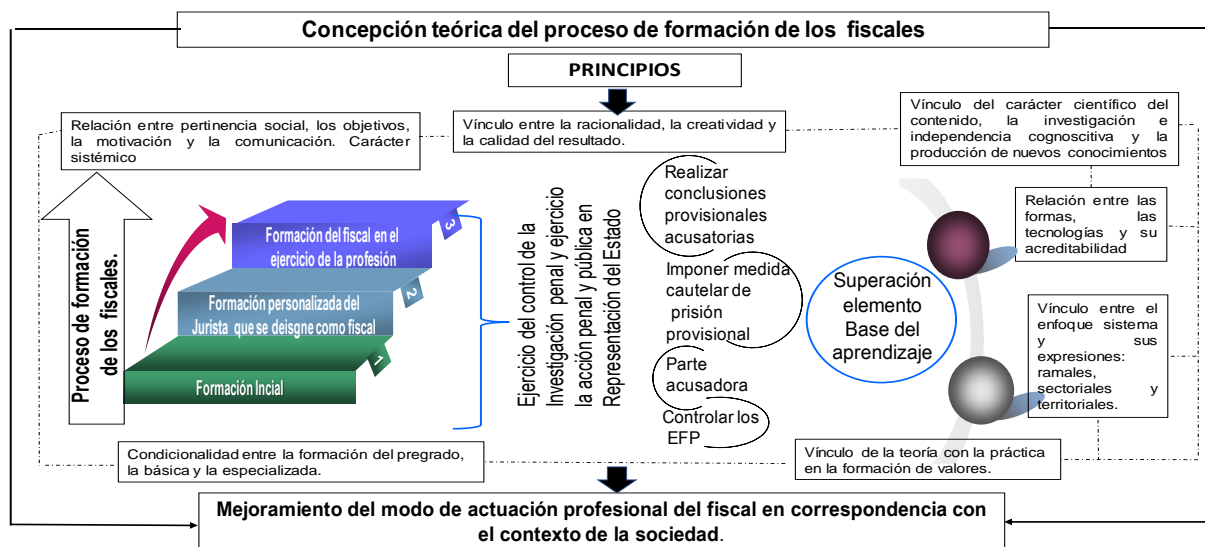 Concepción teórica del proceso de formación de los fiscales
PRINCIPIOS
Relación entre pertinencia social, los objetivos,
la motivación y la comunicación. Carácter
sistémico
Vínculo entre la racionalidad, la creatividad y
la calidad del resultado.
Vínculo del carácter científico del
contenido, la investigación e
independencia cognoscitiva y la
producción de nuevos conocimientos
Proceso de formación
de los fiscales.
3
Formación del fiscal en el
ejercicio de la profesión
2
Formación personalizada del
Jurista que se deisgne como fiscal
1
Formación Incial
Ejercicio del control de la
Investigación penal y ejercicio
la acción penal y pública en
Representación del Estado
Realizar
conclusiones
provisionales
acusatorias
Imponer medida
cautelar de
prisión
provisional
Parte
acusadora
Controlar los
EFP
Superación
elemento
Base del
aprendizaje
Relación entre las
formas, las
tecnologías y su
acreditabilidad
Vínculo entre el
enfoque sistema
y sus
expresiones:
ramales,
sectoriales y
territoriales.
Condicionalidad entre la formación del pregrado,
la básica y la especializada.
Vínculo de la teoría con la práctica
en la formación de valores.
Mejoramiento del modo de actuación profesional del fiscal en correspondencia con
el contexto de la sociedad.